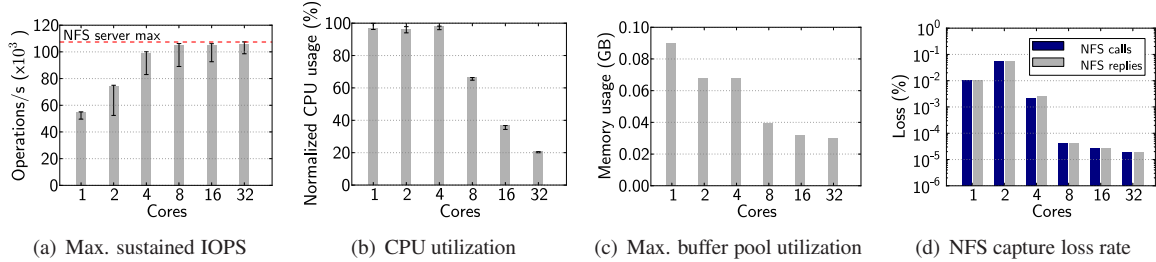 Operations/s (x10³)
120
100
80
60
40
20
0
NFS server max
1 2 4 8 16 32
Cores
(a) Max. sustained IOPS
Normalized CPU usage (%)
100
80
60
40
20
0
1 2 4 8 16 32
Cores
(b) CPU utilization
Memory usage (GB)
0.10
0.08
0.06
0.04
0.02
0.00
1 2 4 8 16 32
Cores
(c) Max. buffer pool utilization
Loss (%)
10⁰
10⁻¹
10⁻²
10⁻³
10⁻⁴
10⁻⁵
10⁻⁶
NFS calls
NFS replies
1 2 4 8 16 32
Cores
(d) NFS capture loss rate